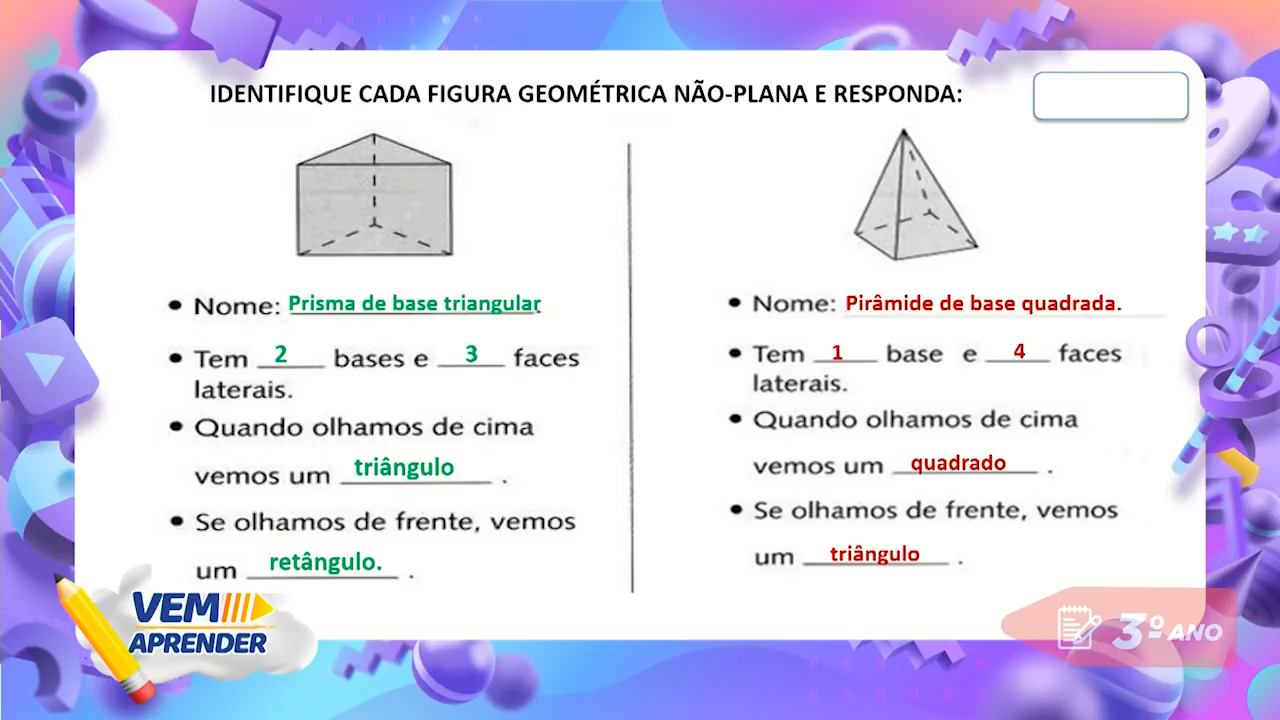 IDENTIFIQUE CADA FIGURA GEOMÉTRICA NÃO-PLANA E RESPONDA:
• Nome: Prisma de base triangular.
• Tem 2 bases e 3 faces
laterais.
• Quando olhamos de cima
vemos um triângulo .
• Se olhamos de frente, vemos
um retângulo. .
• Nome: Pirâmide de base quadrada.
• Tem 1 base e 4 faces
laterais.
• Quando olhamos de cima
vemos um quadrado .
• Se olhamos de frente, vemos
um triângulo .
VEM
APRENDER
3º ANO